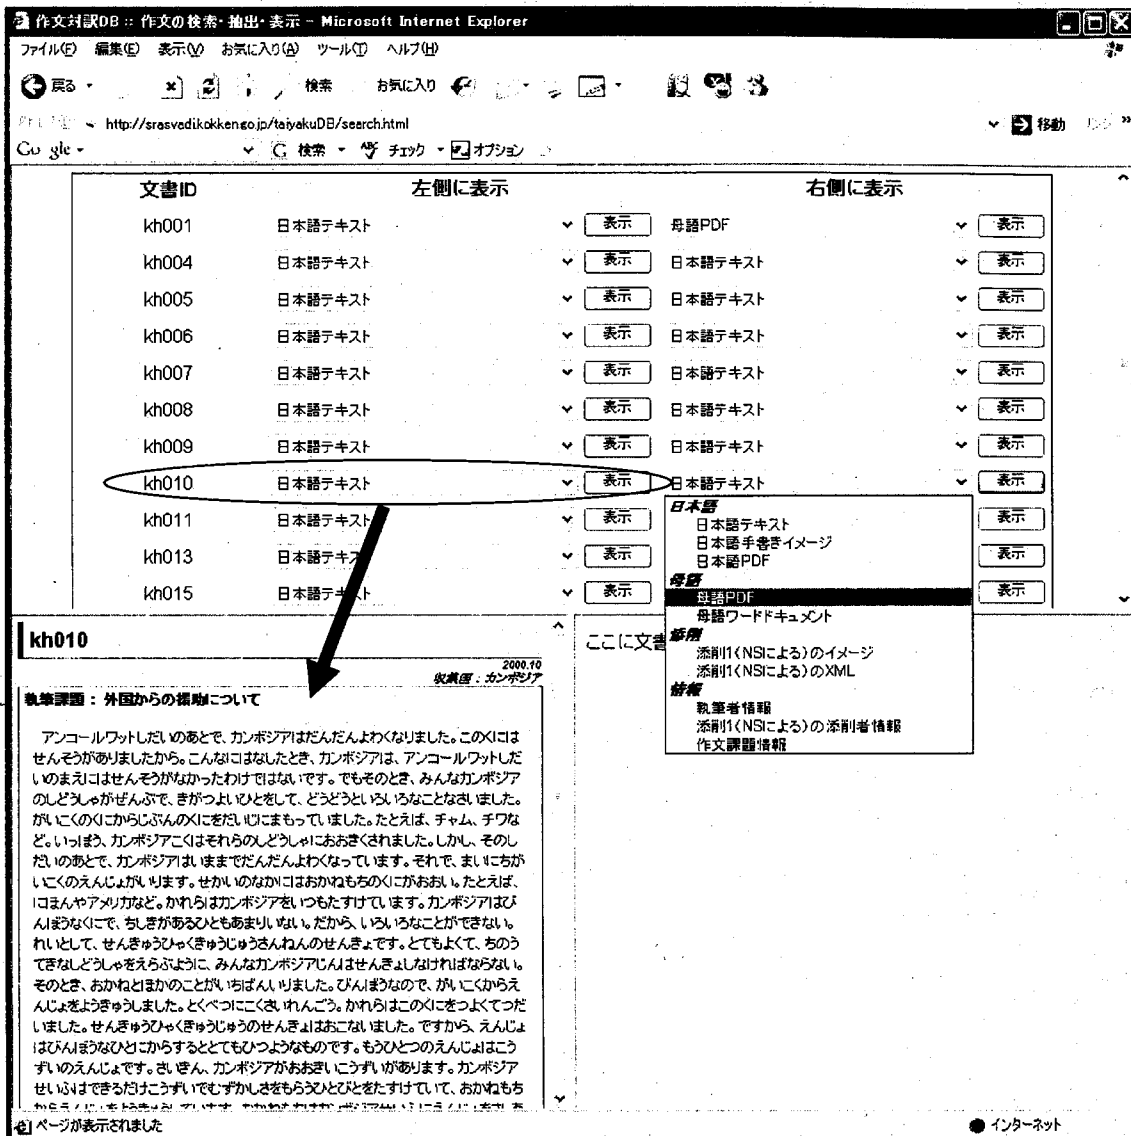 作文対訳DB :: 作文の検索・抽出・表示 - Microsoft Internet Explorer
ファイル(F) 編集(E) 表示(V) お気に入り(A) ツール(T) ヘルプ(H)
戻る 検索 お気に入り
http://srasvadi.kokken.go.jp/taiyakuDB/search.html 移動
Go gle 検索 チェック オプション
文書ID 左側に表示 右側に表示
kh001 日本語テキスト 表示 母語PDF 表示
kh004 日本語テキスト 表示 日本語テキスト 表示
kh005 日本語テキスト 表示 日本語テキスト 表示
kh006 日本語テキスト 表示 日本語テキスト 表示
kh007 日本語テキスト 表示 日本語テキスト 表示
kh008 日本語テキスト 表示 日本語テキスト 表示
kh009 日本語テキスト 表示 日本語テキスト 表示
kh010 日本語テキスト 表示 日本語テキスト 表示
kh011 日本語テキスト 表示 表示
kh013 日本語テキスト 表示 表示
kh015 日本語テキスト 表示 表示
日本語
日本語テキスト
日本語手書きイメージ
日本語PDF
母語
母語PDF
母語ワードドキュメント
添削
添削1(NSによる)のイメージ
添削1(NSによる)のXML
情報
執筆者情報
添削1(NSによる)の添削者情報
作文課題情報
ここに文書
kh010
2000.10
収集国 : カンボジア
執筆課題 : 外国からの援助について
アンコールワットしだいのあとで、カンボジアはだんだんよわくなりました。このくには
せんそうがありましたから。こんなにはなしたとき、カンボジアは、アンコールワットしだ
いのまえにはせんそうがなかったわけではないです。でもそのとき、みんなカンボジア
のしどうしゃがぜんぶで、きがつよいひとをして、どうどうといろいろなことなさいました。
がいこくのくにからじぶんのくにをだいじにまもっていました。たとえば、チャム、チワな
ど。いっぽう、カンボジアこくはそれらのしどうしゃにおおきくされました。しかし、そのし
だいのあとで、カンボジアはいままでだんだんよわくなっています。それで、まいにちが
いこくのえんじょがいります。せかいのなかにはおかねもちのくにがおおい。たとえば、
にほんやアメリカなど。かれらはカンボジアをいつもたすけています。カンボジアはび
んぼうなくにで、ちしきがあるひともあまりいない。だから、いろいろなことができない。
れいとして、せんきゅうひゃくきゅうじゅうさんねんのせんきょです。とてもよくて、ちのう
てきなしどうしゃをえらぶように、みんなカンボジアじんはせんきょしなければならない。
そのとき、おかねとほかのことがいちばんいりました。びんぼうなので、がいこくからえ
んじょをようきゅうしました。とくべつにこくさいれんごう。かれらはこのくにをつよくてつだ
いました。せんきゅうひゃくきゅうじゅうのせんきょはおこないました。ですから、えんじょ
はびんぼうなひとにからするととてもひつようなものです。もうひとつのえんじょはこう
ずいのえんじょです。さいきん、カンボジアがおおきいこうずいがあります。カンボジア
せいふはできるだけこうずいでむずかしさをもらうひとびとをたすけていて、おかねもち
ページが表示されました インターネット